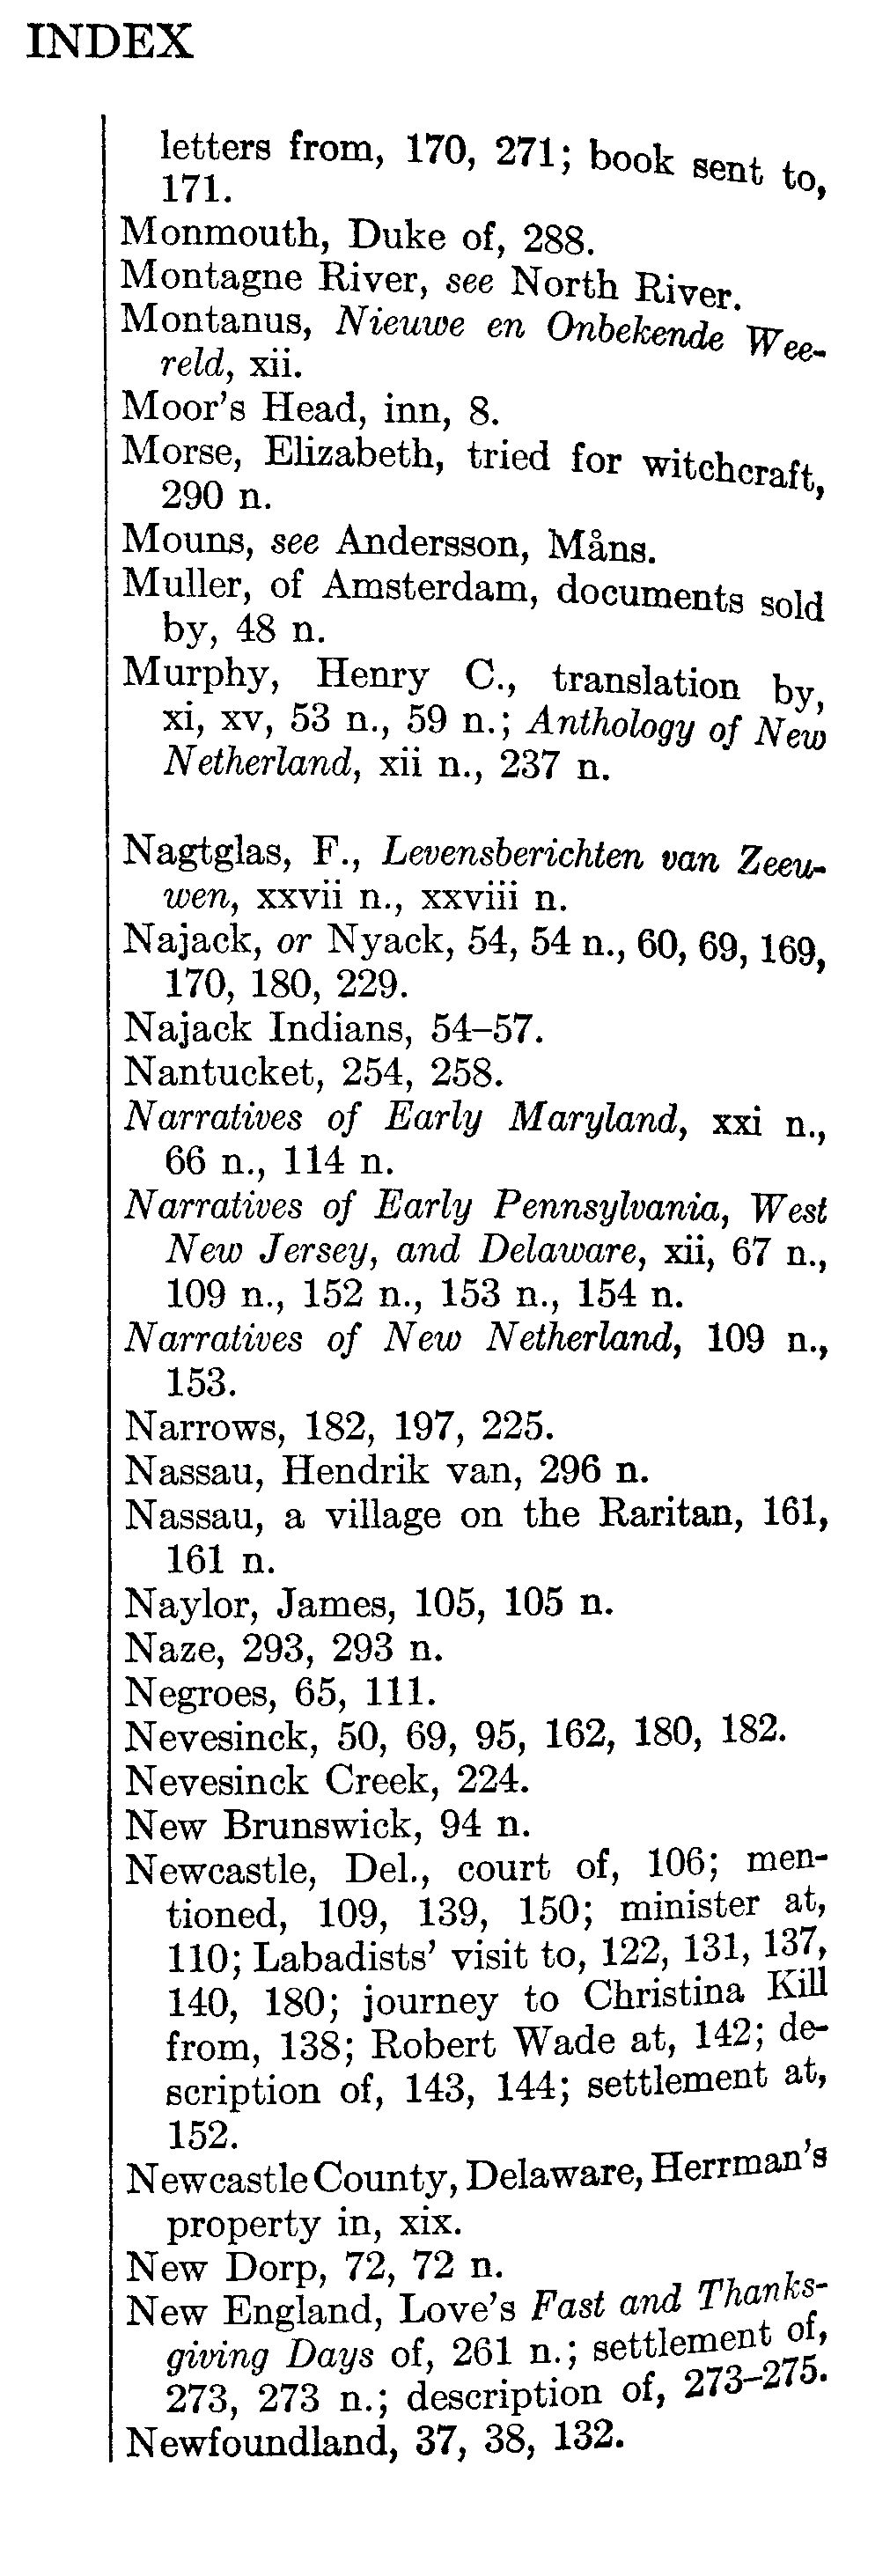 INDEX
letters from, 170, 271; book sent to,
171.
Monmouth, Duke of, 288.
Montagne River, see North River.
Montanus, Nieuwe en Onbekende Wee-
reld, xii.
Moor's Head, inn, 8.
Morse, Elizabeth, tried for witchcraft,
290 n.
Mouns, see Andersson, Måns.
Muller, of Amsterdam, documents sold
by, 48 n.
Murphy, Henry C., translation by,
xi, xv, 53 n., 59 n.; Anthology of New
Netherland, xii n., 237 n.
Nagtglas, F., Levensberichten van Zeeu-
wen, xxvii n., xxviii n.
Najack, or Nyack, 54, 54 n., 60, 69, 169,
170, 180, 229.
Najack Indians, 54–57.
Nantucket, 254, 258.
Narratives of Early Maryland, xxi n.,
66 n., 114 n.
Narratives of Early Pennsylvania, West
New Jersey, and Delaware, xii, 67 n.,
109 n., 152 n., 153 n., 154 n.
Narratives of New Netherland, 109 n.,
153.
Narrows, 182, 197, 225.
Nassau, Hendrik van, 296 n.
Nassau, a village on the Raritan, 161,
161 n.
Naylor, James, 105, 105 n.
Naze, 293, 293 n.
Negroes, 65, 111.
Nevesinck, 50, 69, 95, 162, 180, 182.
Nevesinck Creek, 224.
New Brunswick, 94 n.
Newcastle, Del., court of, 106; men-
tioned, 109, 139, 150; minister at,
110; Labadists' visit to, 122, 131, 137,
140, 180; journey to Christina Kill
from, 138; Robert Wade at, 142; de-
scription of, 143, 144; settlement at,
152.
Newcastle County, Delaware, Herrman's
property in, xix.
New Dorp, 72, 72 n.
New England, Love's Fast and Thanks-
giving Days of, 261 n.; settlement of,
273, 273 n.; description of, 273–275.
Newfoundland, 37, 38, 132.